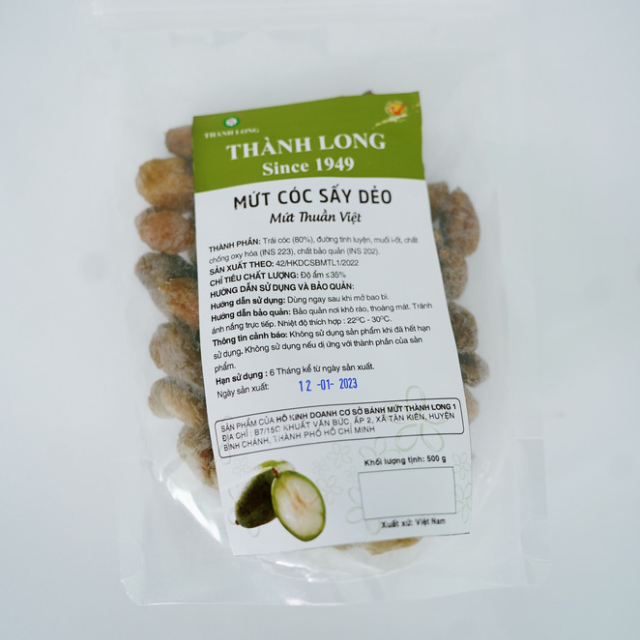 THÀNH LONG
THÀNH LONG
Since 1949
MỨT CÓC SẤY DẺO
Mứt Thuần Việt
THÀNH PHẦN: Trái cóc (80%), đường tinh luyện, muối i-ốt, chất
chống oxy hóa (INS 223), chất bảo quản (INS 202).
SẢN XUẤT THEO: 42/HKDCSBMTL1/2022
CHỈ TIÊU CHẤT LƯỢNG: Độ ẩm ≤35%
HƯỚNG DẪN SỬ DỤNG VÀ BẢO QUẢN:
Hướng dẫn sử dụng: Dùng ngay sau khi mở bao bì.
Hướng dẫn bảo quản: Bảo quản nơi khô ráo, thoáng mát. Tránh
ánh nắng trực tiếp. Nhiệt độ thích hợp : 22ºC - 30ºC.
Thông tin cảnh báo: Không sử dụng sản phẩm khi đã hết hạn
sử dụng. Không sử dụng nếu dị ứng với thành phần của sản
phẩm.
Hạn sử dụng : 6 Tháng kể từ ngày sản xuất.
Ngày sản xuất: 12 -01- 2023
SẢN PHẨM CỦA HỘ KINH DOANH CƠ SỞ BÁNH MỨT THÀNH LONG 1
ĐỊA CHỈ : B7/15C KHUẤT VĂN BỨC, ẤP 2, XÃ TÂN KIÊN, HUYỆN
BÌNH CHÁNH, THÀNH PHỐ HỒ CHÍ MINH
Khối lượng tịnh: 500 g
Xuất xứ: Việt Nam